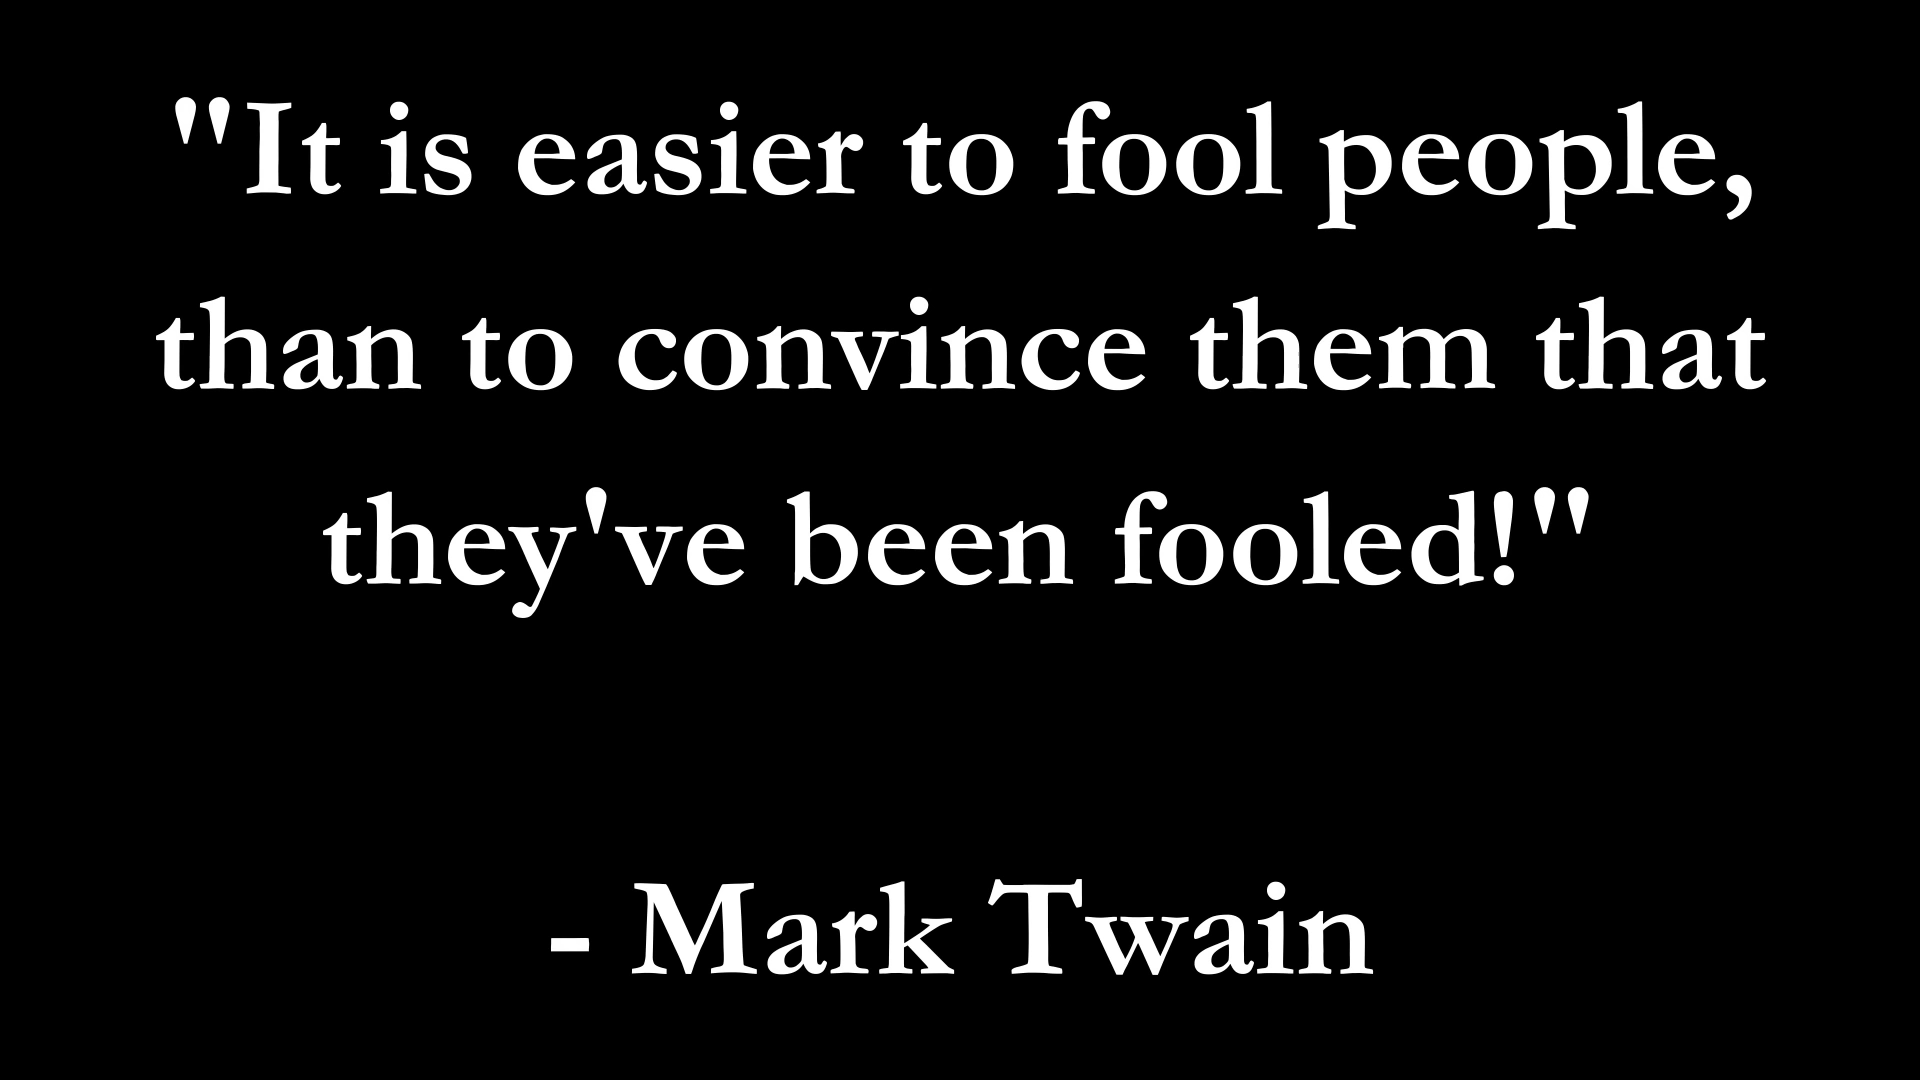 "It is easier to fool people,
than to convince them that
they've been fooled!"
- Mark Twain